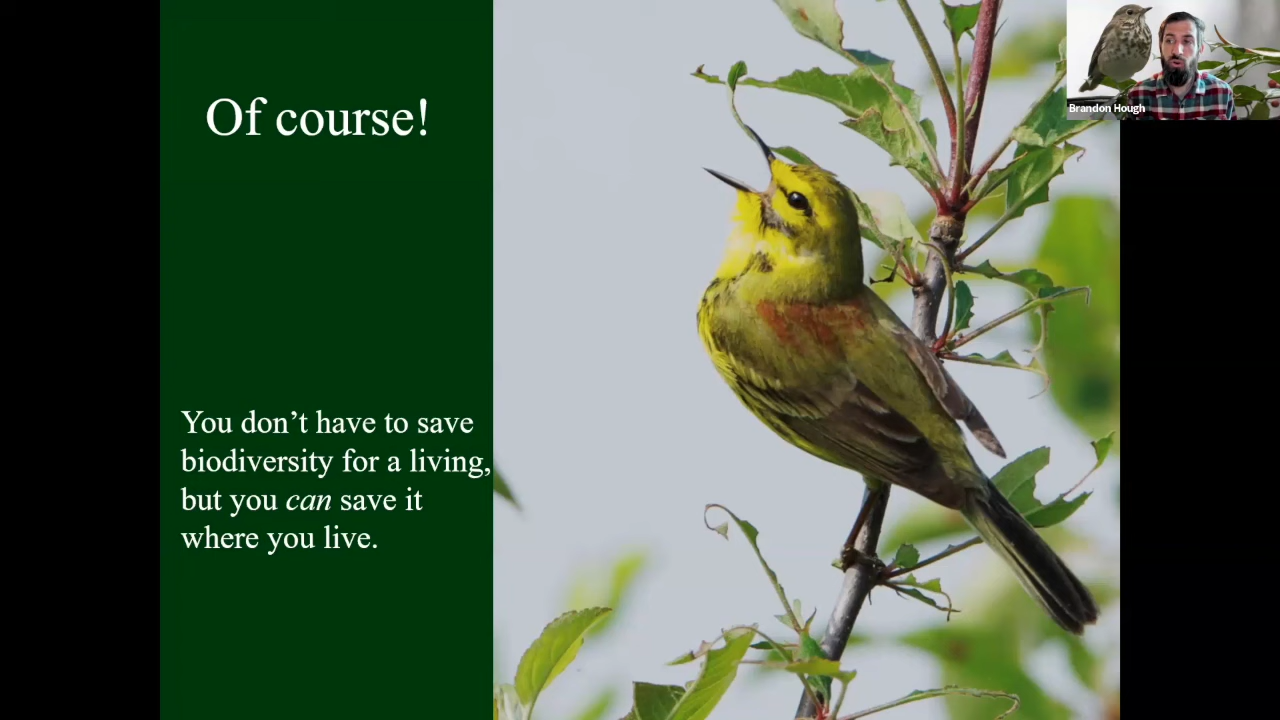 Of course!
You don’t have to save
biodiversity for a living,
but you can save it
where you live.
Brandon Hough